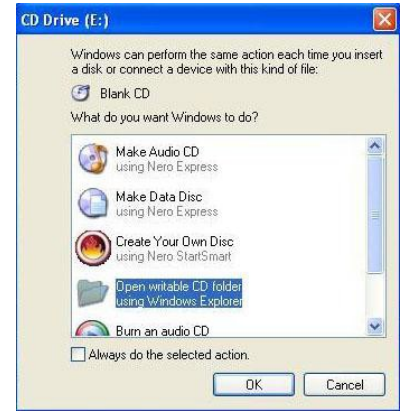 CD Drive (E:)
Windows can perform the same action each time you insert
a disk or connect a device with this kind of file:
Blank CD
What do you want Windows to do?
Make Audio CD
using Nero Express
Make Data Disc
using Nero Express
Create Your Own Disc
using Nero StartSmart
Open writable CD folder
using Windows Explorer
Burn an audio CD
Always do the selected action.
OK Cancel